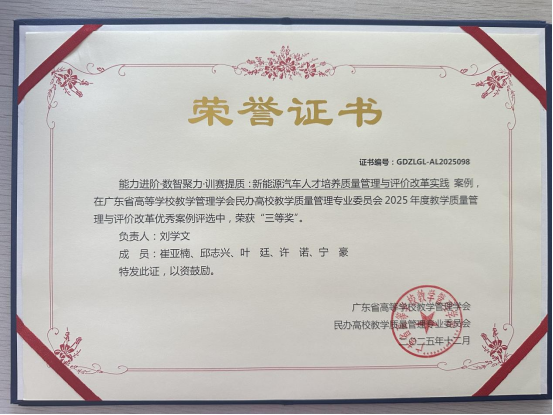 荣誉证书
证书编号：GDZLGL-AL2025098
能力进阶·数智聚力·训赛提质：新能源汽车人才培养质量管理与评价改革实践 案例，
在广东省高等学校教学管理学会民办高校教学质量管理专业委员会 2025 年度教学质量管
理与评价改革优秀案例评选中，荣获“三等奖”。
负责人：刘学文
成 员：崔亚楠、邱志兴、叶 廷、许 诺、宁 豪
特发此证，以资鼓励。
广东省高等学校教学管理学会
民办高校教学质量管理专业委员会
二〇二五年十二月